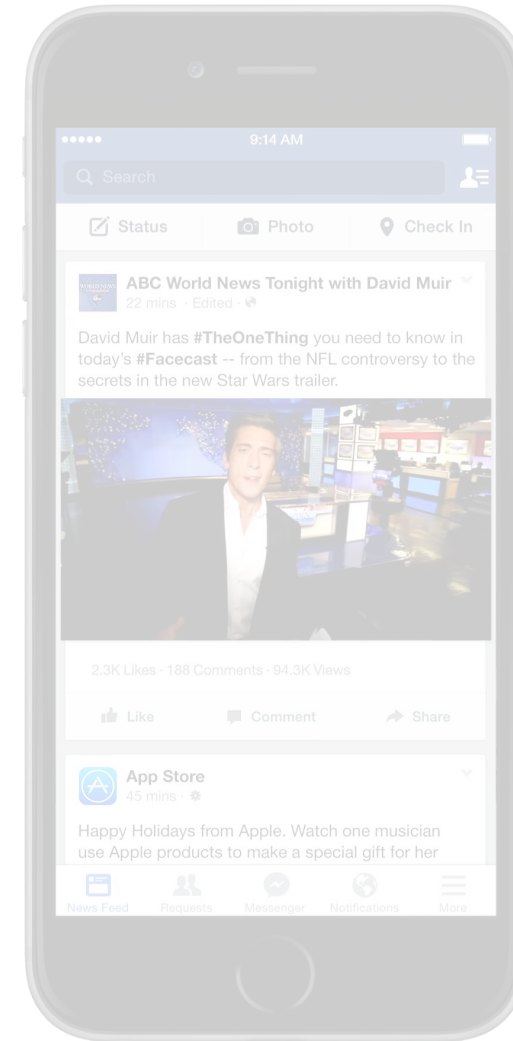 9:14 AM
Search
Status
Photo
Check In
ABC World News Tonight with David Muir
22 mins · Edited ·
David Muir has #TheOneThing you need to know in
today's #Facecast -- from the NFL controversy to the
secrets in the new Star Wars trailer.
2.3K Likes · 188 Comments · 94.3K Views
Like
Comment
Share
App Store
45 mins ·
Happy Holidays from Apple. Watch one musician
use Apple products to make a special gift for her
News Feed
Requests
Messenger
Notifications
More